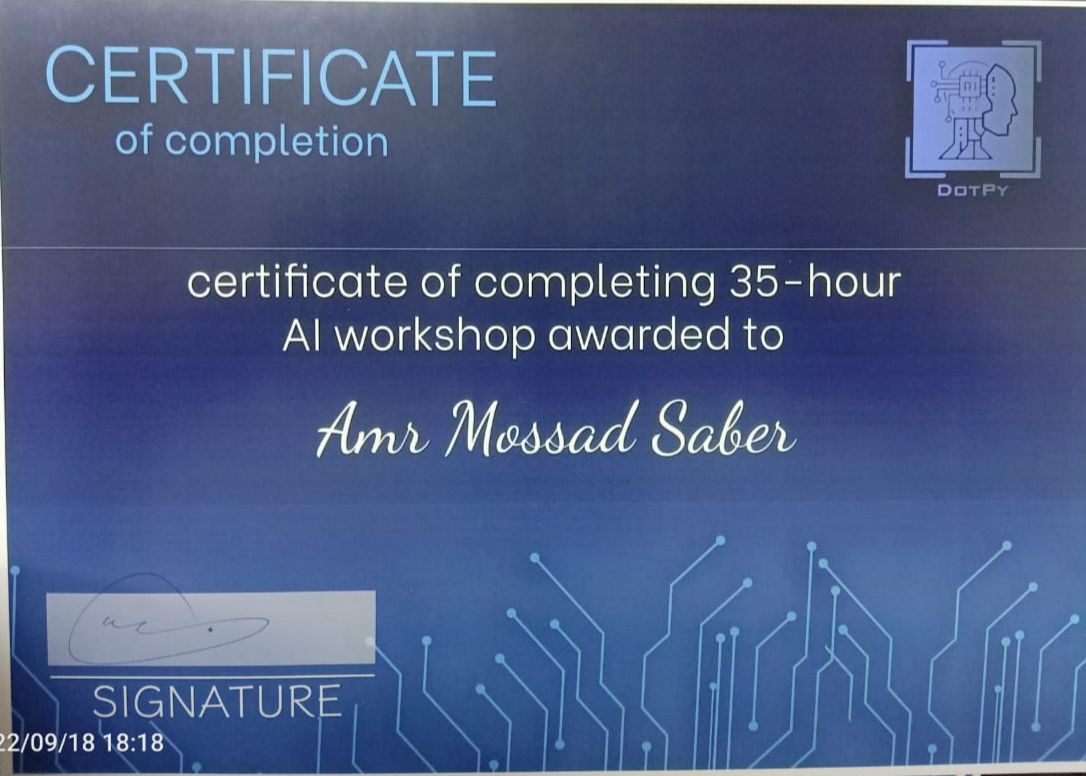 CERTIFICATE
of completion
DOTPY
certificate of completing 35-hour
AI workshop awarded to
Amr Mossad Saber
SIGNATURE
22/09/18 18:18